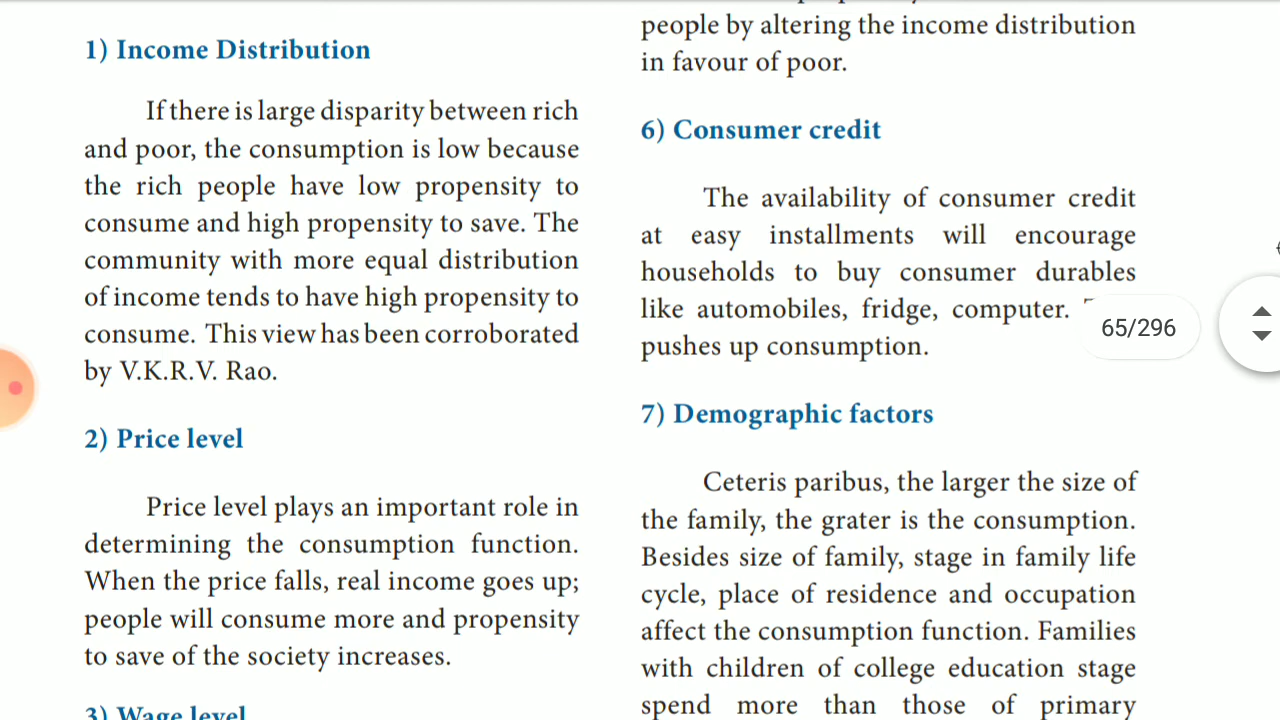 1) Income Distribution
If there is large disparity between rich
and poor, the consumption is low because
the rich people have low propensity to
consume and high propensity to save. The
community with more equal distribution
of income tends to have high propensity to
consume. This view has been corroborated
by V.K.R.V. Rao.
2) Price level
Price level plays an important role in
determining the consumption function.
When the price falls, real income goes up;
people will consume more and propensity
to save of the society increases.
3) Wage level
people by altering the income distribution
in favour of poor.
6) Consumer credit
The availability of consumer credit
at easy installments will encourage
households to buy consumer durables
like automobiles, fridge, computer.
pushes up consumption.
7) Demographic factors
Ceteris paribus, the larger the size of
the family, the grater is the consumption.
Besides size of family, stage in family life
cycle, place of residence and occupation
affect the consumption function. Families
with children of college education stage
spend more than those of primary
65/296